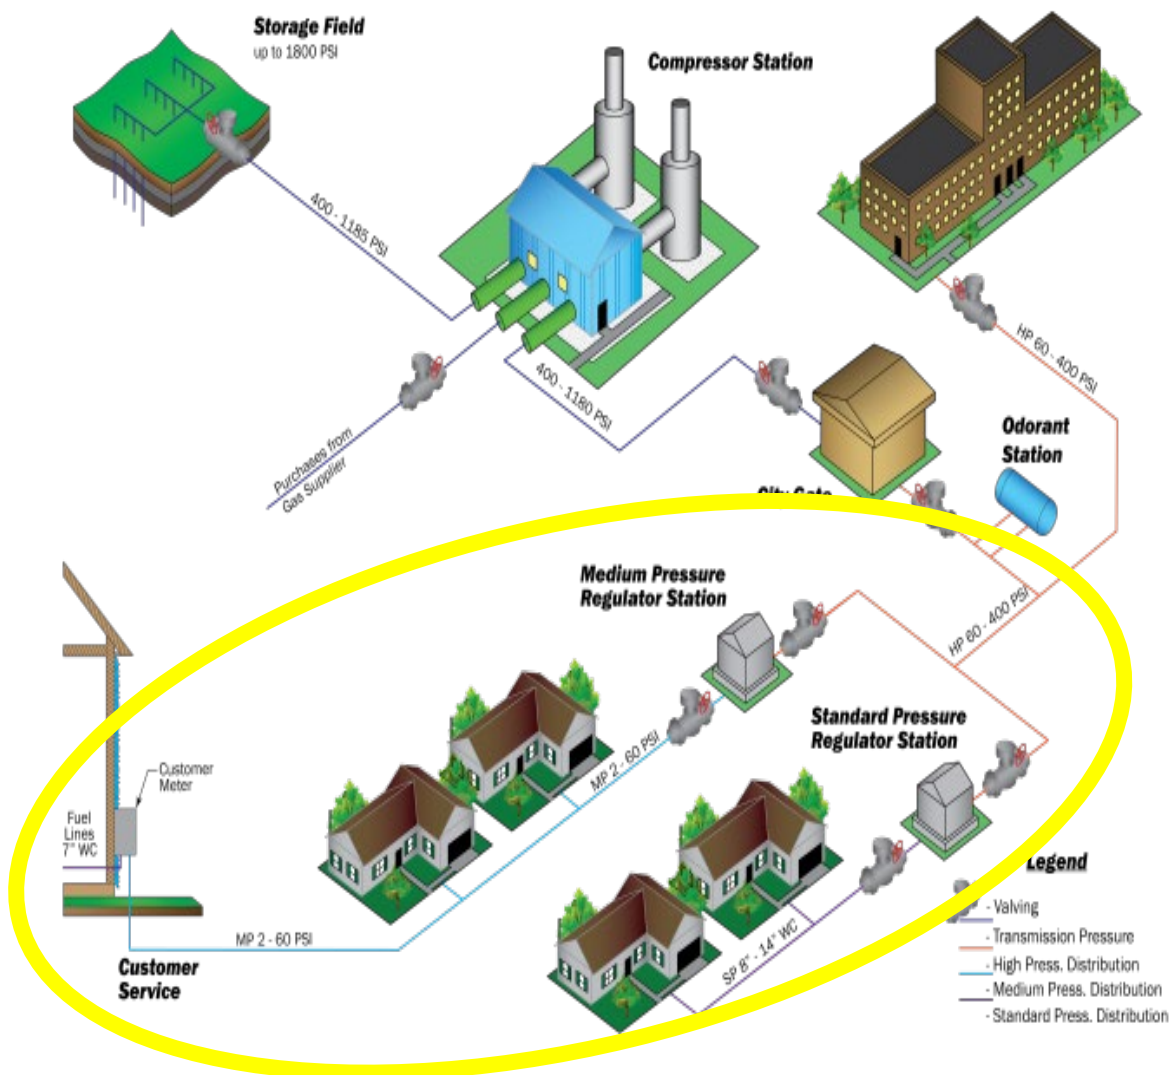 Storage Field
up to 1800 PSI
Compressor Station
400 - 1185 PSI
HP 60 - 400 PSI
400 - 1180 PSI
Purchases from
Gas Supplier
Odorant
Station
City Gate
Medium Pressure
Regulator Station
HP 60 - 400 PSI
Standard Pressure
Regulator Station
MP 2 - 60 PSI
Customer
Meter
Fuel
Lines
7" WC
MP 2 - 60 PSI
SP 8" - 14" WC
Customer
Service
Legend
- Valving
- Transmission Pressure
- High Press. Distribution
- Medium Press. Distribution
- Standard Press. Distribution